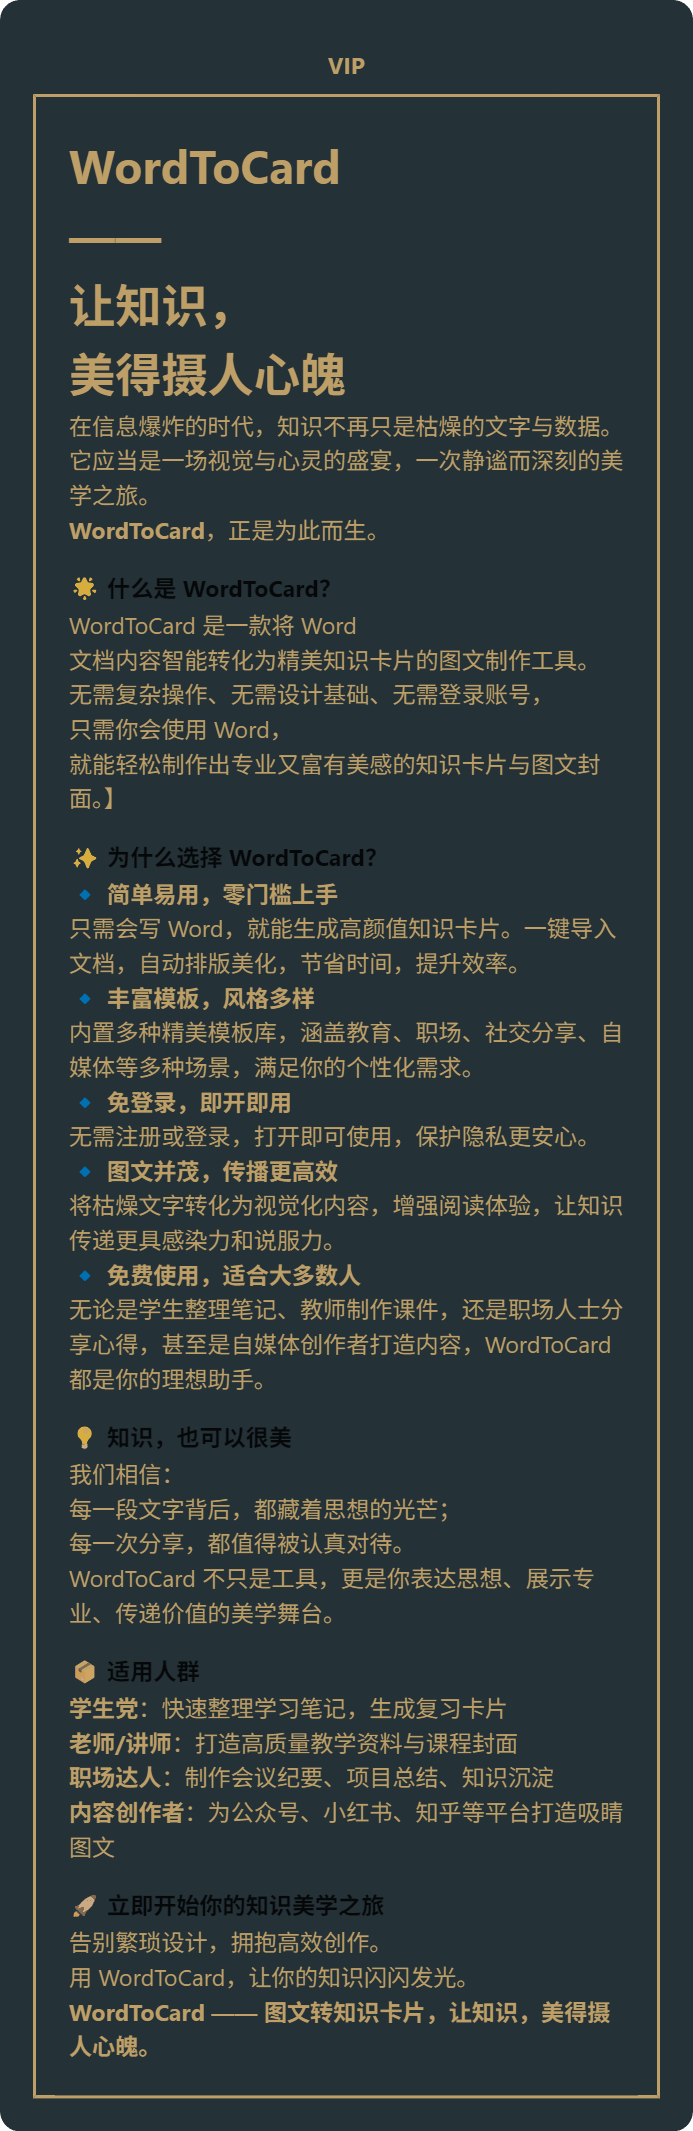 VIP
WordToCard
——
让知识，
美得摄人心魄
在信息爆炸的时代，知识不再只是枯燥的文字与数据。
它应当是一场视觉与心灵的盛宴，一次静谧而深刻的美
学之旅。
WordToCard，正是为此而生。
🌟 什么是 WordToCard？
WordToCard 是一款将 Word
文档内容智能转化为精美知识卡片的图文制作工具。
无需复杂操作、无需设计基础、无需登录账号，
只需你会使用 Word，
就能轻松制作出专业又富有美感的知识卡片与图文封
面。】
✨ 为什么选择 WordToCard？
🔹 简单易用，零门槛上手
只需会写 Word，就能生成高颜值知识卡片。一键导入
文档，自动排版美化，节省时间，提升效率。
🔹 丰富模板，风格多样
内置多种精美模板库，涵盖教育、职场、社交分享、自
媒体等多种场景，满足你的个性化需求。
🔹 免登录，即开即用
无需注册或登录，打开即可使用，保护隐私更安心。
🔹 图文并茂，传播更高效
将枯燥文字转化为视觉化内容，增强阅读体验，让知识
传递更具感染力和说服力。
🔹 免费使用，适合大多数人
无论是学生整理笔记、教师制作课件，还是职场人士分
享心得，甚至是自媒体创作者打造内容，WordToCard
都是你的理想助手。
💡 知识，也可以很美
我们相信：
每一段文字背后，都藏着思想的光芒；
每一次分享，都值得被认真对待。
WordToCard 不只是工具，更是你表达思想、展示专
业、传递价值的美学舞台。
📦 适用人群
学生党：快速整理学习笔记，生成复习卡片
老师/讲师：打造高质量教学资料与课程封面
职场达人：制作会议纪要、项目总结、知识沉淀
内容创作者：为公众号、小红书、知乎等平台打造吸睛
图文
🚀 立即开始你的知识美学之旅
告别繁琐设计，拥抱高效创作。
用 WordToCard，让你的知识闪闪发光。
WordToCard —— 图文转知识卡片，让知识，美得摄
人心魄。